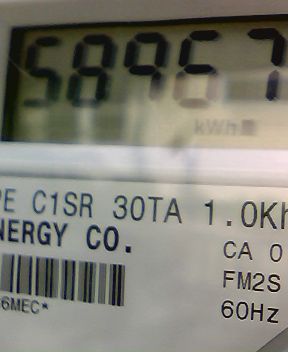 58967
kWh
PE C1SR 30TA 1.0Kh
NERGY CO.
CA 0
FM2S
6MEC*
60Hz